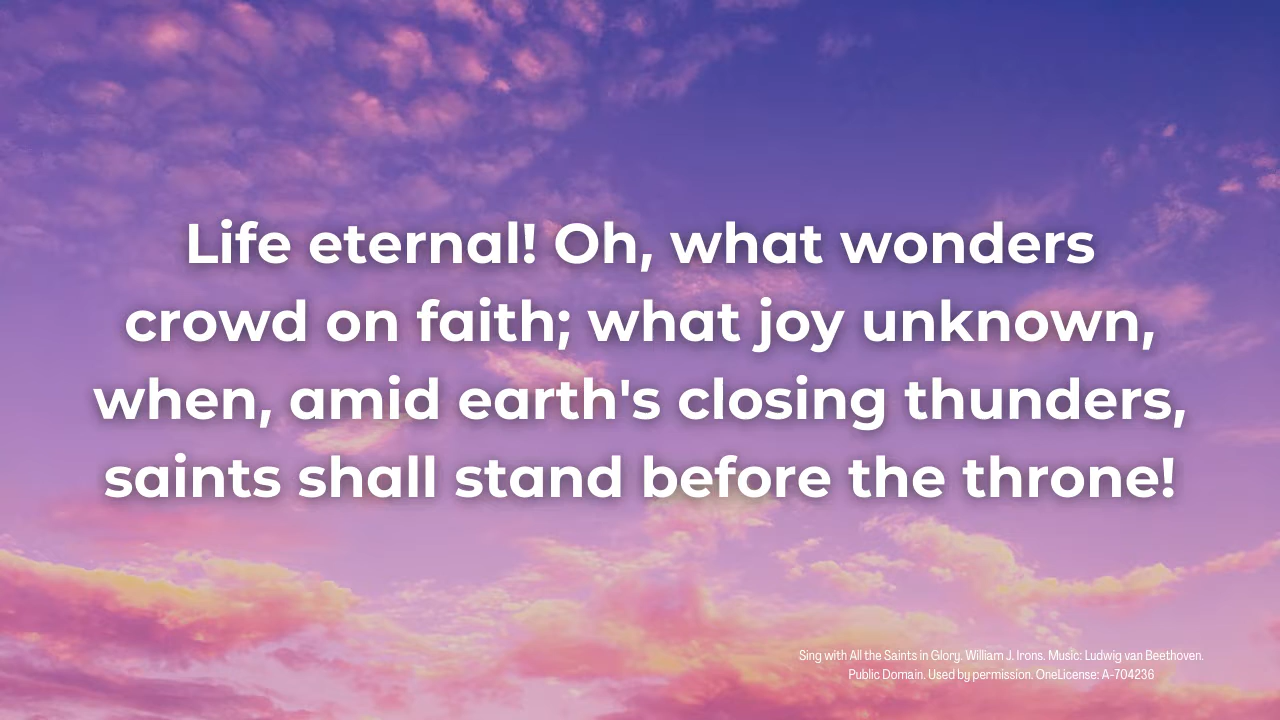 Life eternal! Oh, what wonders
crowd on faith; what joy unknown,
when, amid earth's closing thunders,
saints shall stand before the throne!
Sing with All the Saints in Glory. William J. Irons. Music: Ludwig van Beethoven.
Public Domain. Used by permission. OneLicense: A-704236